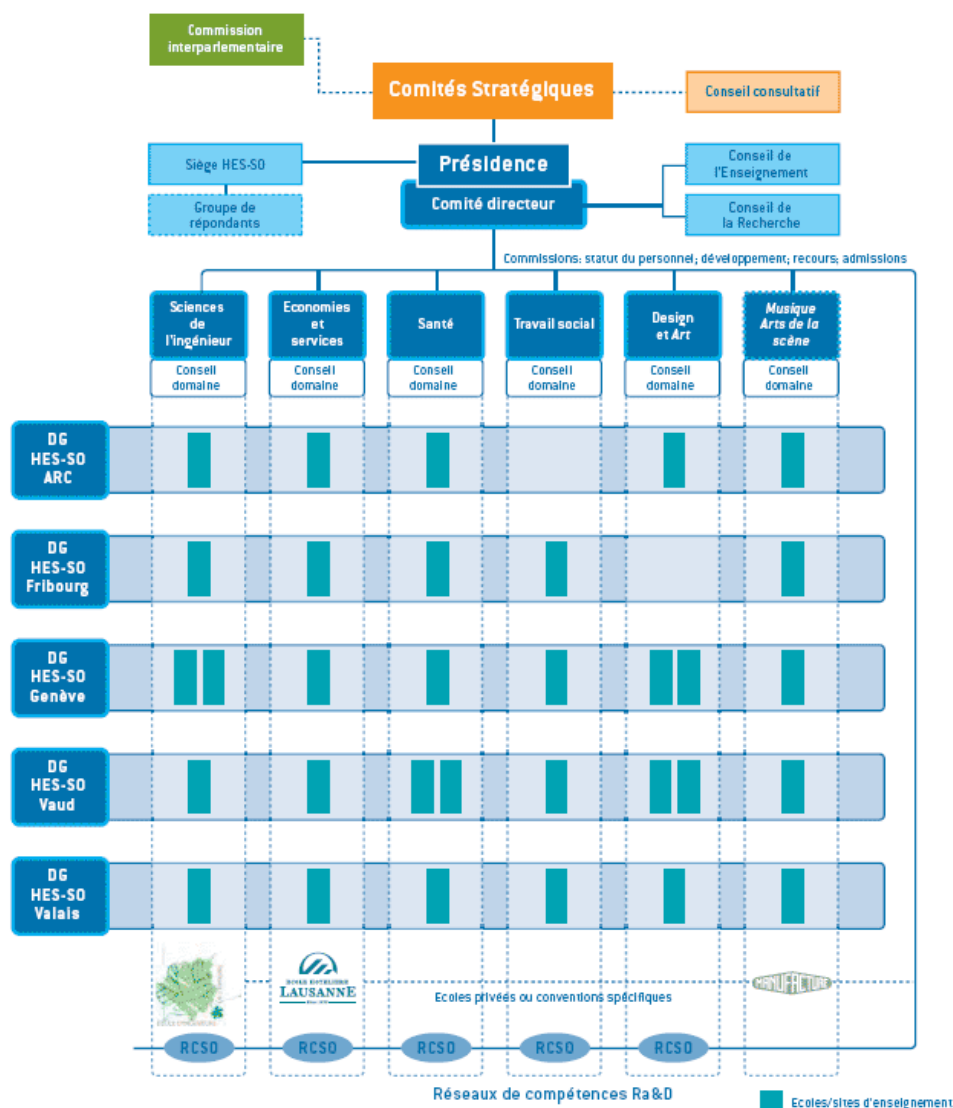 Commission
interparlementaire
Comités Stratégiques
Conseil consultatif
Siège HES-SO
Présidence
Conseil de
l'Enseignement
Groupe de
répondants
Comité directeur
Conseil de
la Recherche
Commissions: statut du personnel; développement; recours; admissions
Sciences
de
l'ingénieur
Economies
et
services
Santé
Travail social
Design
et Art
Musique
Arts de la
scène
Conseil
domaine
Conseil
domaine
Conseil
domaine
Conseil
domaine
Conseil
domaine
Conseil
domaine
DG
HES-SO
ARC
DG
HES-SO
Fribourg
DG
HES-SO
Genève
DG
HES-SO
Vaud
DG
HES-SO
Valais
ECOLE HOTELIERE
LAUSANNE
MANUFACTURE
Ecoles privées ou conventions spécifiques
RCSO
RCSO
RCSO
RCSO
RCSO
Réseaux de compétences Ra&D
Ecoles/sites d'enseignement